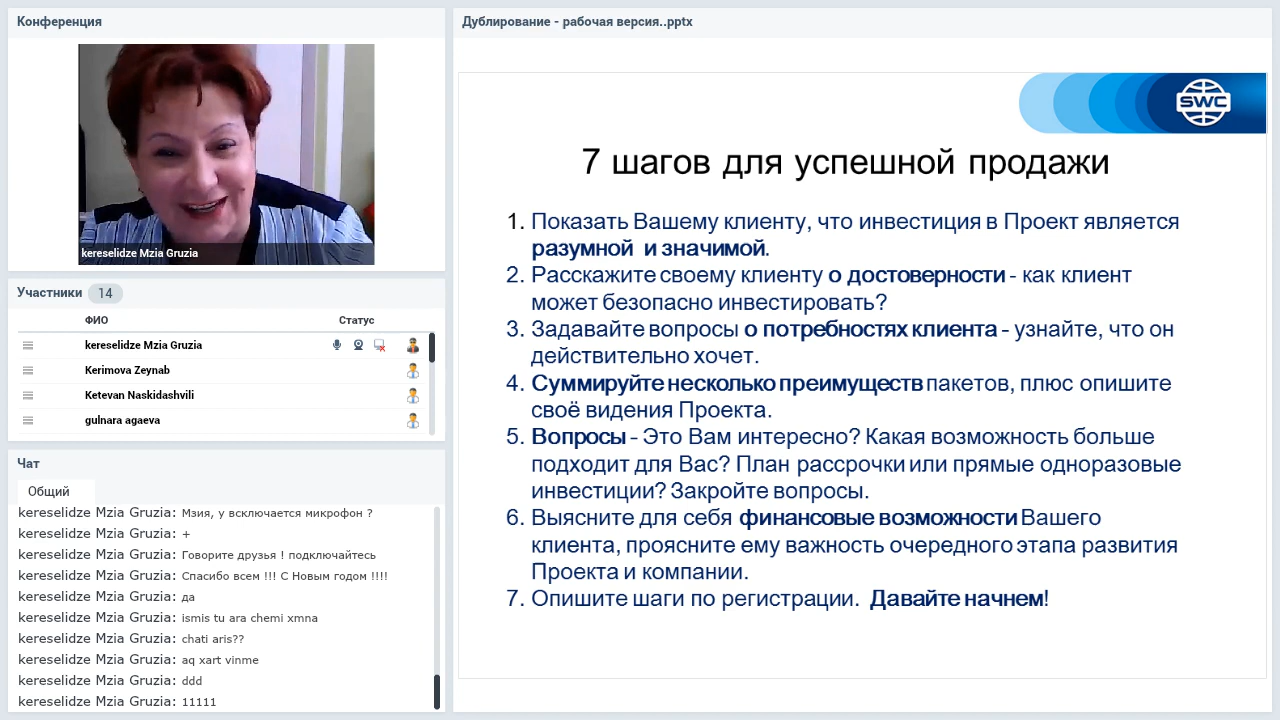 Конференция
kereselidze Mzia Gruzia
Участники 14
ФИО Статус
kereselidze Mzia Gruzia
Kerimova Zeynab
Ketevan Naskidashvili
gulnara agaeva
Чат
Общий
kereselidze Mzia Gruzia: Мзия, у всключается микрофон ?
kereselidze Mzia Gruzia: +
kereselidze Mzia Gruzia: Говорите друзья ! подключайтесь
kereselidze Mzia Gruzia: Спасибо всем !!! С Новым годом !!!!
kereselidze Mzia Gruzia: да
kereselidze Mzia Gruzia: ismis tu ara chemi xmna
kereselidze Mzia Gruzia: chati aris??
kereselidze Mzia Gruzia: aq xart vinme
kereselidze Mzia Gruzia: ddd
kereselidze Mzia Gruzia: 11111
Дублирование - рабочая версия..pptx
SWC
7 шагов для успешной продажи
1. Показать Вашему клиенту, что инвестиция в Проект является
разумной и значимой.
2. Расскажите своему клиенту о достоверности - как клиент
может безопасно инвестировать?
3. Задавайте вопросы о потребностях клиента - узнайте, что он
действительно хочет.
4. Суммируйте несколько преимуществ пакетов, плюс опишите
своё видения Проекта.
5. Вопросы - Это Вам интересно? Какая возможность больше
подходит для Вас? План рассрочки или прямые одноразовые
инвестиции? Закройте вопросы.
6. Выясните для себя финансовые возможности Вашего
клиента, проясните ему важность очередного этапа развития
Проекта и компании.
7. Опишите шаги по регистрации. Давайте начнем!